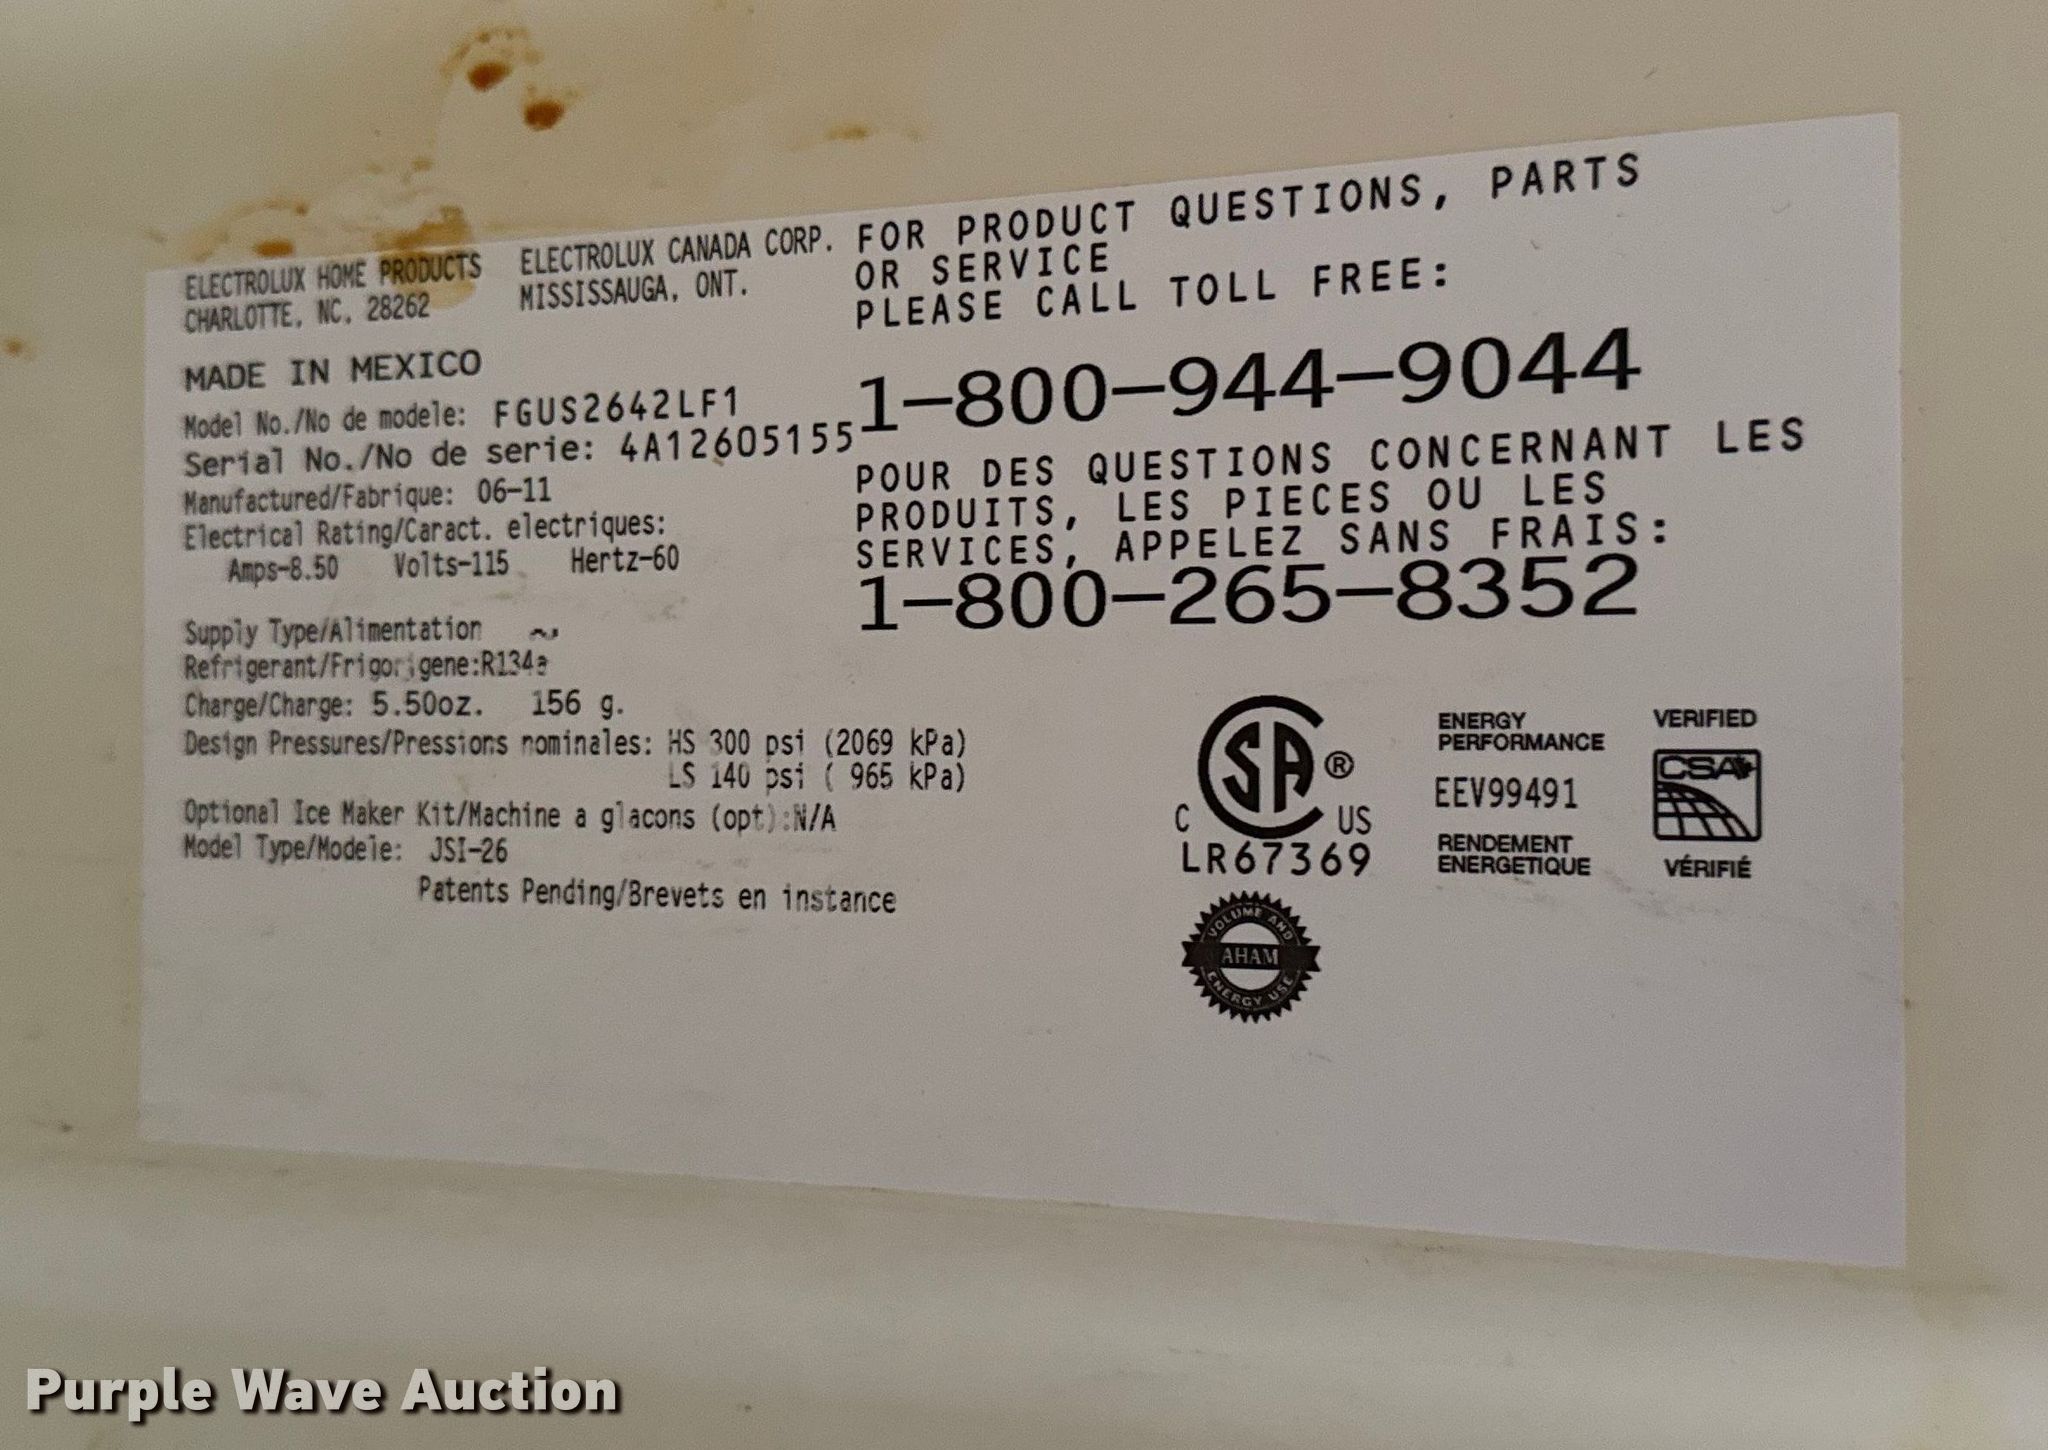 ELECTROLUX HOME PRODUCTS
CHARLOTTE, NC, 28262
ELECTROLUX CANADA CORP.
MISSISSAUGA, ONT.
MADE IN MEXICO
Model No./No de modele: FGUS2642LF1
Serial No./No de serie: 4A12605155
Manufactured/Fabrique: 06-11
Electrical Rating/Caract. electriques:
Amps-8.50 Volts-115 Hertz-60
Supply Type/Alimentation ~
Refrigerant/Frigorigene:R134a
Charge/Charge: 5.50oz. 156 g.
Design Pressures/Pressions nominales: HS 300 psi (2069 kPa)
LS 140 psi ( 965 kPa)
Optional Ice Maker Kit/Machine a glacons (opt):N/A
Model Type/Modele: JSI-26
Patents Pending/Brevets en instance
FOR PRODUCT QUESTIONS, PARTS
OR SERVICE
PLEASE CALL TOLL FREE:
1-800-944-9044
POUR DES QUESTIONS CONCERNANT LES
PRODUITS, LES PIECES OU LES
SERVICES, APPELEZ SANS FRAIS:
1-800-265-8352
SA ®
C US
LR67369
ENERGY
PERFORMANCE
EEV99491
RENDEMENT
ENERGETIQUE
VERIFIED
CSA
VÉRIFIÉ
VOLUME AND
AHAM
ENERGY USE
Purple Wave Auction